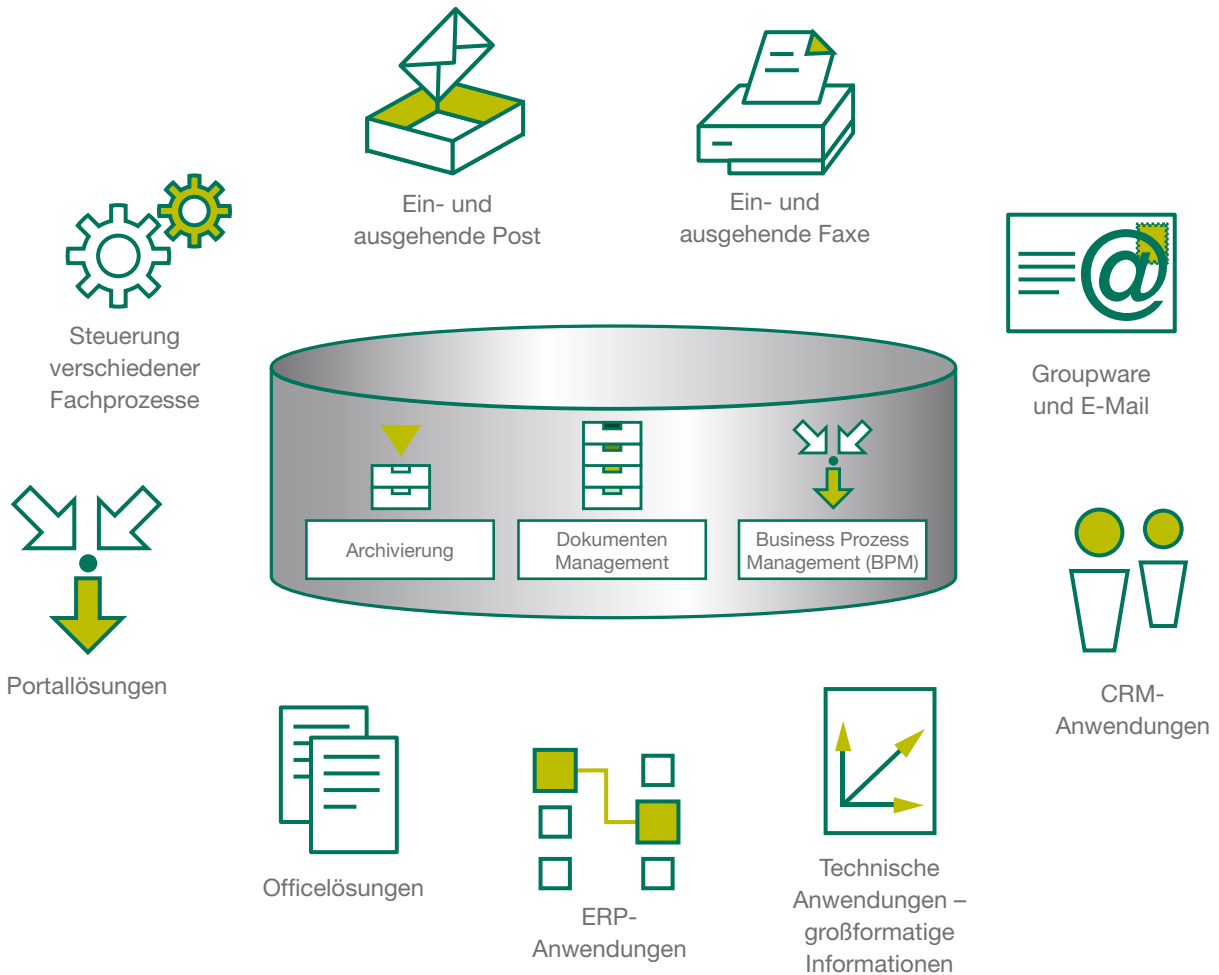 Ein- und
ausgehende Post
Ein- und
ausgehende Faxe
Steuerung
verschiedener
Fachprozesse
Groupware
und E-Mail
Archivierung
Dokumenten
Management
Business Prozess
Management (BPM)
Portallösungen
CRM-
Anwendungen
Officelösungen
ERP-
Anwendungen
Technische
Anwendungen –
großformatige
Informationen